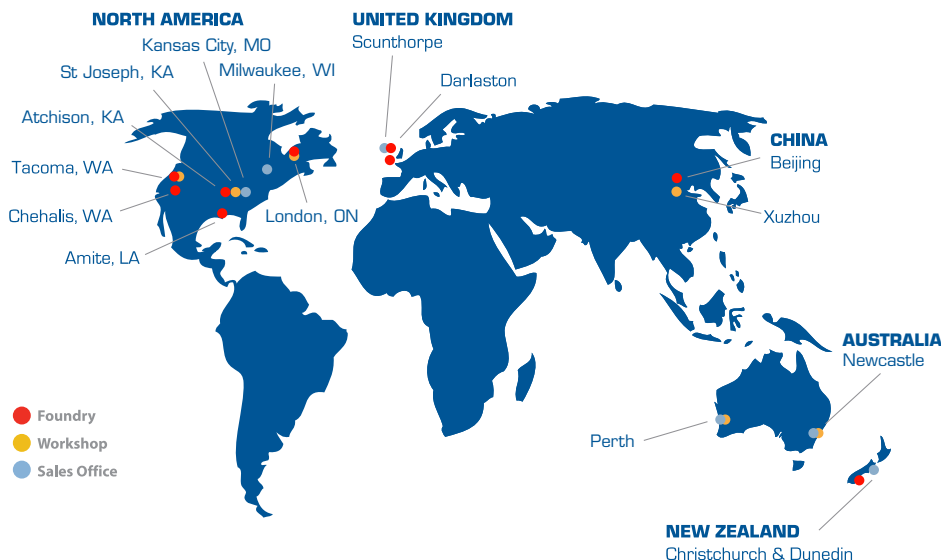 NORTH AMERICA
Kansas City, MO
St Joseph, KA
Milwaukee, WI
Atchison, KA
Tacoma, WA
Chehalis, WA
Amite, LA
London, ON
UNITED KINGDOM
Scunthorpe
Darlaston
CHINA
Beijing
Xuzhou
AUSTRALIA
Newcastle
Perth
NEW ZEALAND
Christchurch & Dunedin
Foundry
Workshop
Sales Office